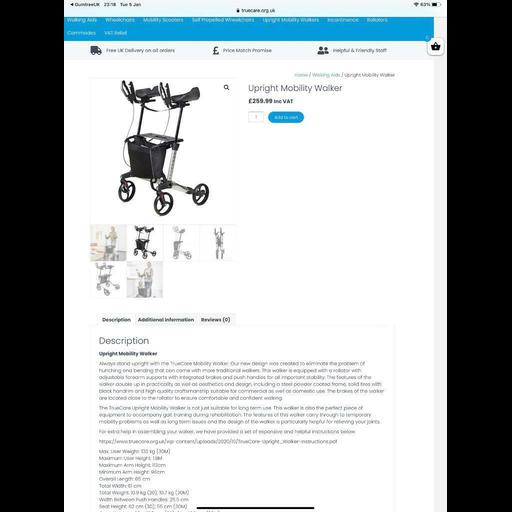 GumtreeUK 23:18 Tue 5 Jan
truecare.org.uk
63%
Walking Aids Wheelchairs Mobility Scooters Self Propelled Wheelchairs Upright Mobility Walkers Incontinence Rollators
Commodes VAT Relief
Free UK Delivery on all orders
Price Match Promise
Helpful & Friendly Staff
Home / Walking Aids / Upright Mobility Walker
Upright Mobility Walker
£259.99 Inc VAT
1 Add to cart
Description Additional information Reviews (0)
Description
Upright Mobility Walker
Always stand upright with the TrueCare Mobility Walker. Our new design was created to eliminate the problem of
hunching and bending that can come with more traditional walkers. This walker is equipped with a rollator with
adjustable forearm supports with integrated brakes and push handles for all important stability. The features of the
walker double up in practicality as well as aesthetics and design, including a steel powder coated frame, solid tires with
black handrim and high quality craftsmanship suitable for commercial as well as domestic use. The brakes of the walker
are located close to the rollator to ensure comfortable and confident walking.
The TrueCare Upright Mobility Walker is not just suitable for long term use. This walker is also the perfect piece of
equipment to accompany gait training during rehabilitation. The features of this walker carry through to temporary
mobility problems as well as long term issues and the design of the walker is particularly helpful for relieving your joints.
For extra help in assembling your walker, we have provided a set of expansive and helpful instructions below.
https://www.truecare.org.uk/wp-content/uploads/2020/10/TrueCare-Upright_Walker-Instructions.pdf
Max. User Weight: 130 kg (30M)
Maximum User Height: 1.9M
Maximum Arm Height: 113cm
Minimum Arm Height: 94cm
Overall Length: 65 cm
Total Width: 61 cm
Total Weight: 10.9 kg (30), 10.7 kg (30M)
Width Between Push Handles: 25.5 cm
Seat Height: 62 cm (30), 55 cm (30M)